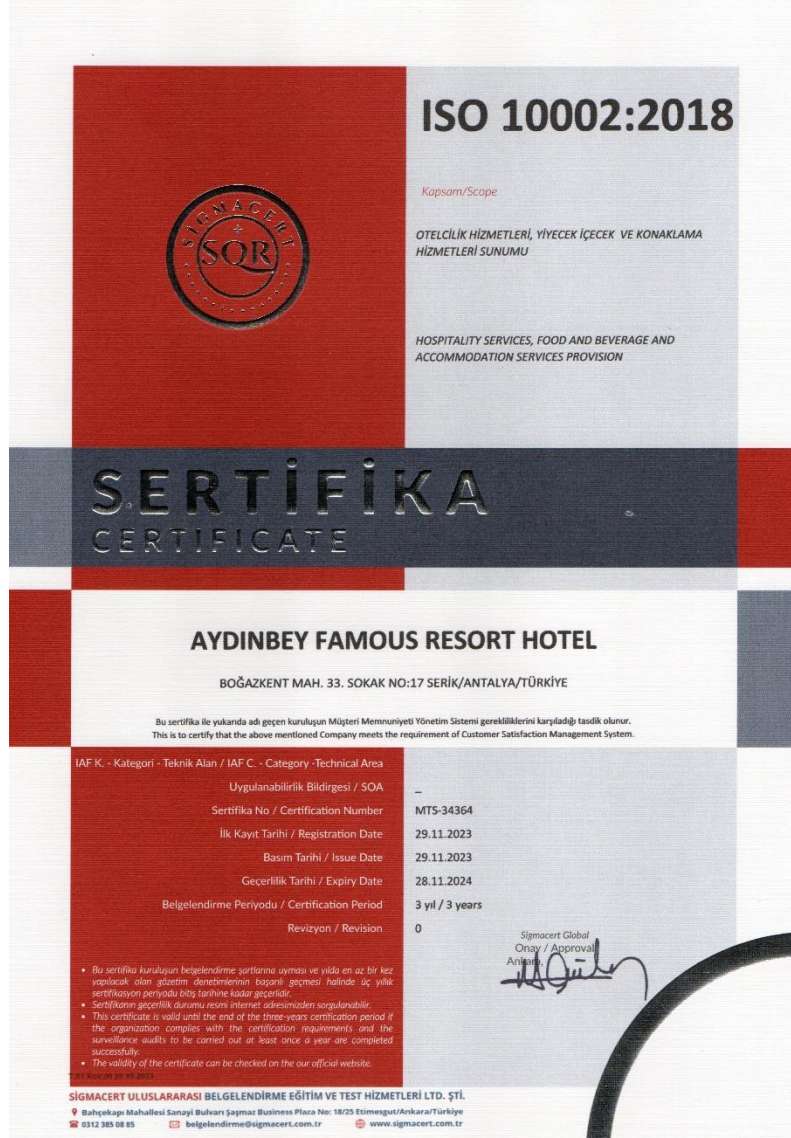 ISO 10002:2018
Kapsam/Scope
SİGMACERT
SQR
OTELCİLİK HİZMETLERİ, YİYECEK İÇECEK VE KONAKLAMA
HİZMETLERİ SUNUMU
HOSPITALITY SERVICES, FOOD AND BEVERAGE AND
ACCOMMODATION SERVICES PROVISION
SERTİFİKA
CERTIFICATE
AYDINBEY FAMOUS RESORT HOTEL
BOĞAZKENT MAH. 33. SOKAK NO:17 SERİK/ANTALYA/TÜRKİYE
Bu sertifika ile yukarıda adı geçen kuruluşun Müşteri Memnuniyeti Yönetim Sistemi gerekliliklerini karşıladığı tasdik olunur.
This is to certify that the above mentioned Company meets the requirement of Customer Satisfaction Management System.
IAF K. - Kategori - Teknik Alan / IAF C. - Category -Technical Area
Uygulanabilirlik Bildirgesi / SOA _
Sertifika No / Certification Number MTS-34364
İlk Kayıt Tarihi / Registration Date 29.11.2023
Basım Tarihi / Issue Date 29.11.2023
Geçerlilik Tarihi / Expiry Date 28.11.2024
Belgelendirme Periyodu / Certification Period 3 yıl / 3 years
Revizyon / Revision 0
Sigmacert Global
Onay / Approval
Ankara,
• Bu sertifika kuruluşun belgelendirme şartlarına uyması ve yılda en az bir kez
yapılacak olan gözetim denetimlerinin başarılı geçmesi halinde üç yıllık
sertifikasyon periyodu bitiş tarihine kadar geçerlidir.
• Sertifikanın geçerlilik durumu resmi internet adresimizden sorgulanabilir.
• This certificate is valid until the end of the three-years certification period if
the organization complies with the certification requirements and the
surveillance audits to be carried out at least once a year are completed
successfully.
• The validity of the certificate can be checked on the our official website.
SİGMACERT ULUSLARARASI BELGELENDİRME EĞİTİM VE TEST HİZMETLERİ LTD. ŞTİ.
Bahçekapı Mahallesi Sanayi Bulvarı Şaşmaz Business Plaza No: 18/25 Etimesgut/Ankara/Türkiye
0312 385 08 85 belgelendirme@sigmacert.com.tr www.sigmacert.com.tr